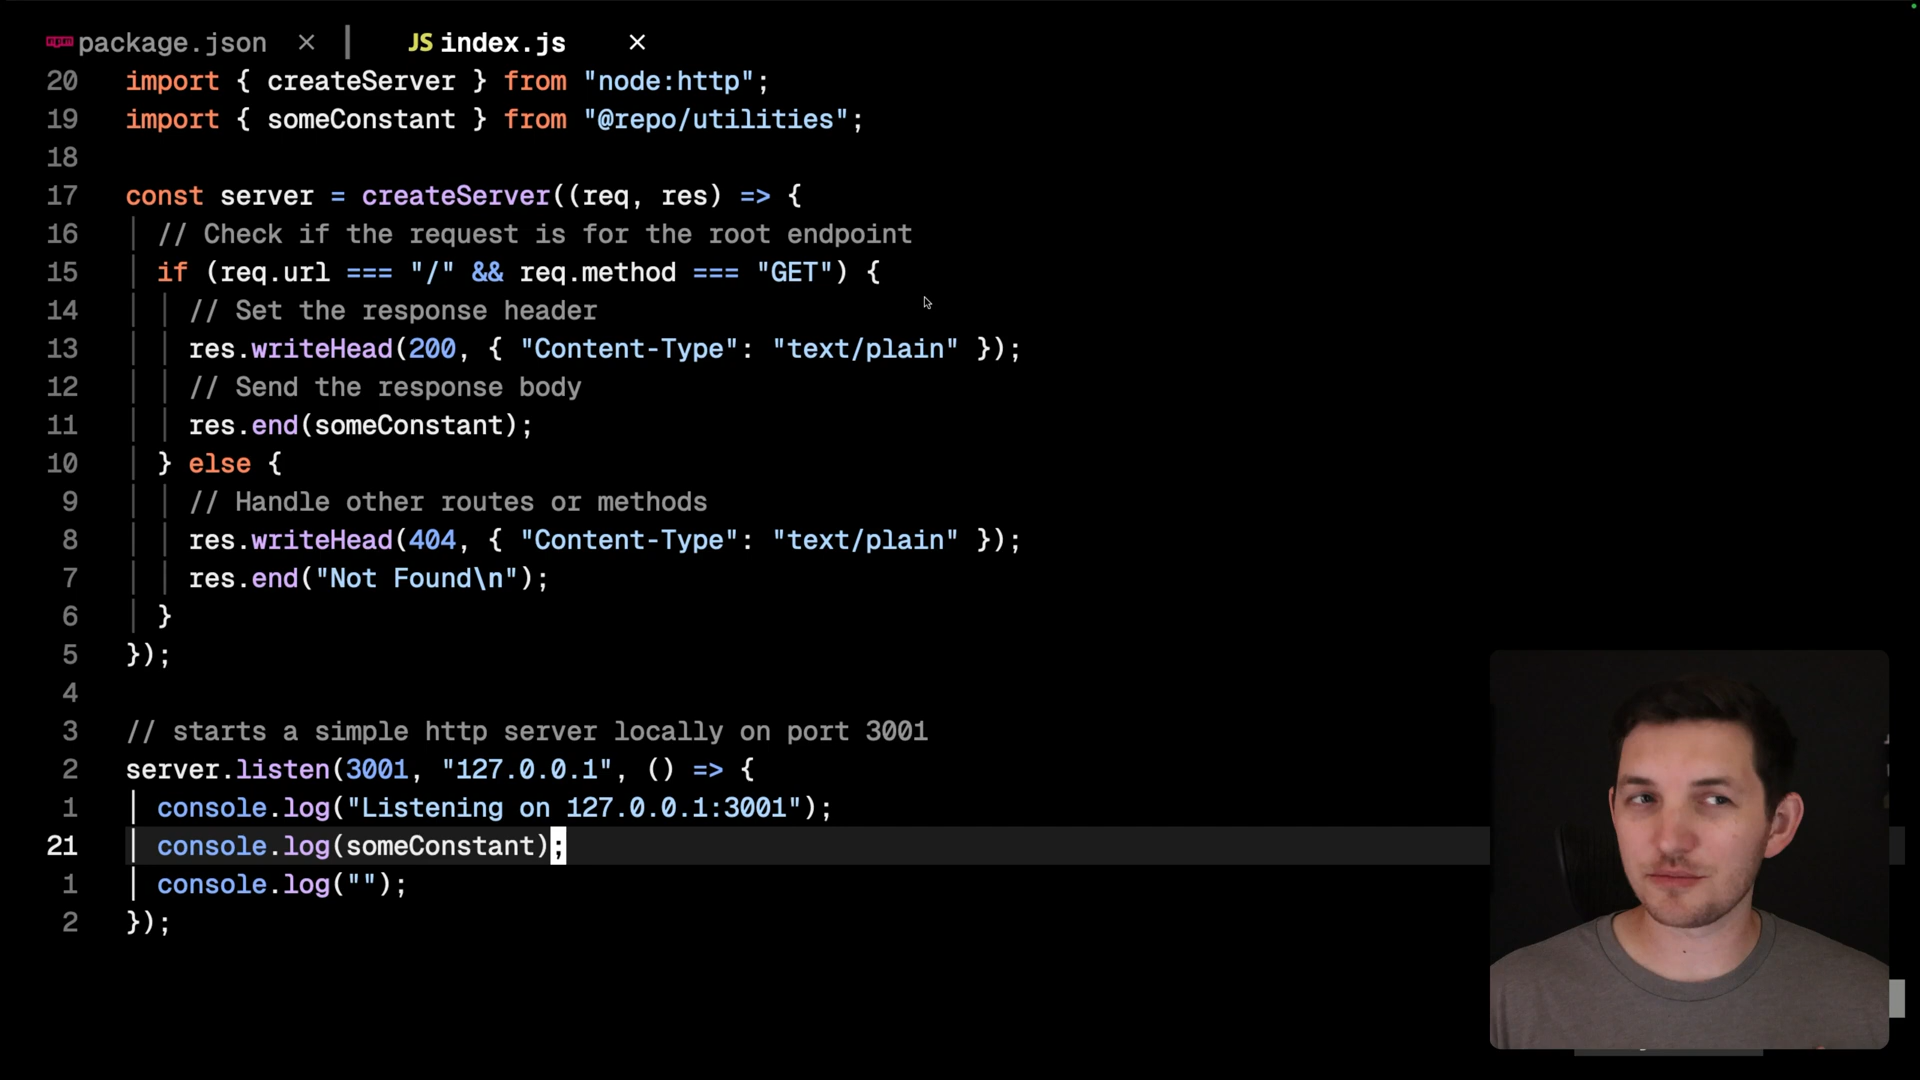 package.json × | JS index.js ×
20 import { createServer } from "node:http";
19 import { someConstant } from "@repo/utilities";
18
17 const server = createServer((req, res) => {
16 // Check if the request is for the root endpoint
15 if (req.url === "/" && req.method === "GET") {
14 // Set the response header
13 res.writeHead(200, { "Content-Type": "text/plain" });
12 // Send the response body
11 res.end(someConstant);
10 } else {
9 // Handle other routes or methods
8 res.writeHead(404, { "Content-Type": "text/plain" });
7 res.end("Not Found\n");
6 }
5 });
4
3 // starts a simple http server locally on port 3001
2 server.listen(3001, "127.0.0.1", () => {
1 console.log("Listening on 127.0.0.1:3001");
21 console.log(someConstant);
1 console.log("");
2 });